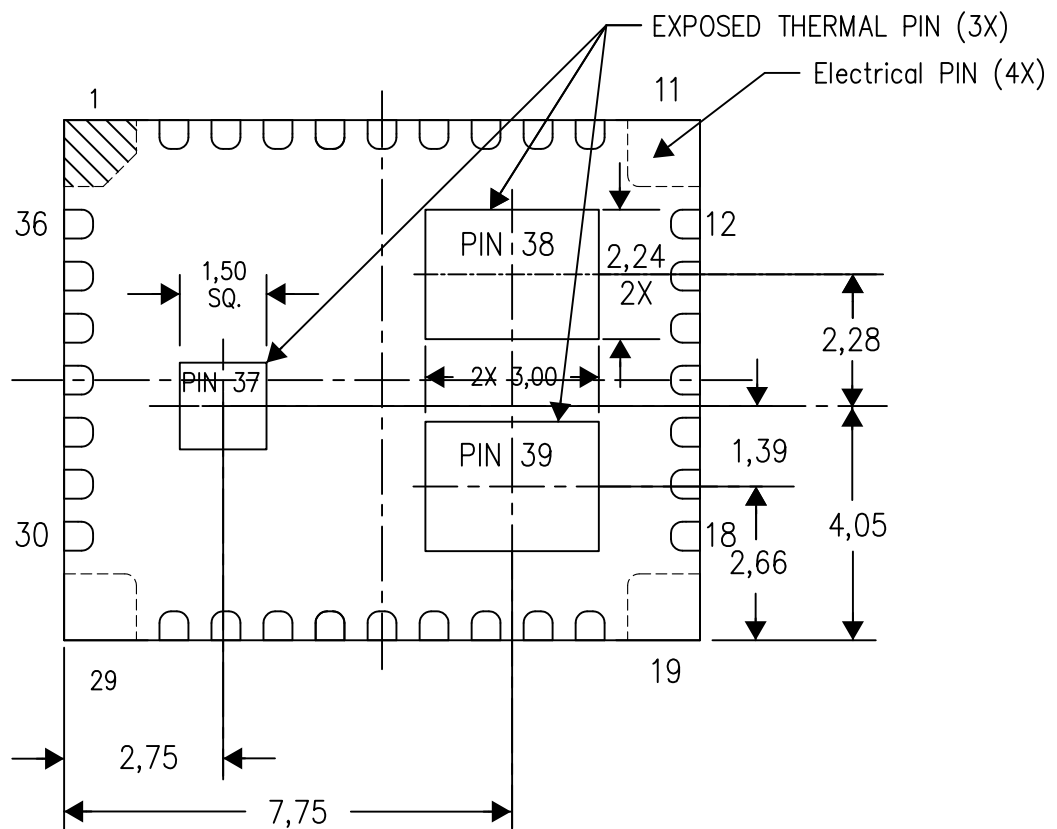 EXPOSED THERMAL PIN (3X)
Electrical PIN (4X)
1
11
36
12
PIN 38
1,50
SQ.
2,24
2X
2,28
PIN 37
2X 3,00
1,39
PIN 39
4,05
30
18
2,66
29
19
2,75
7,75